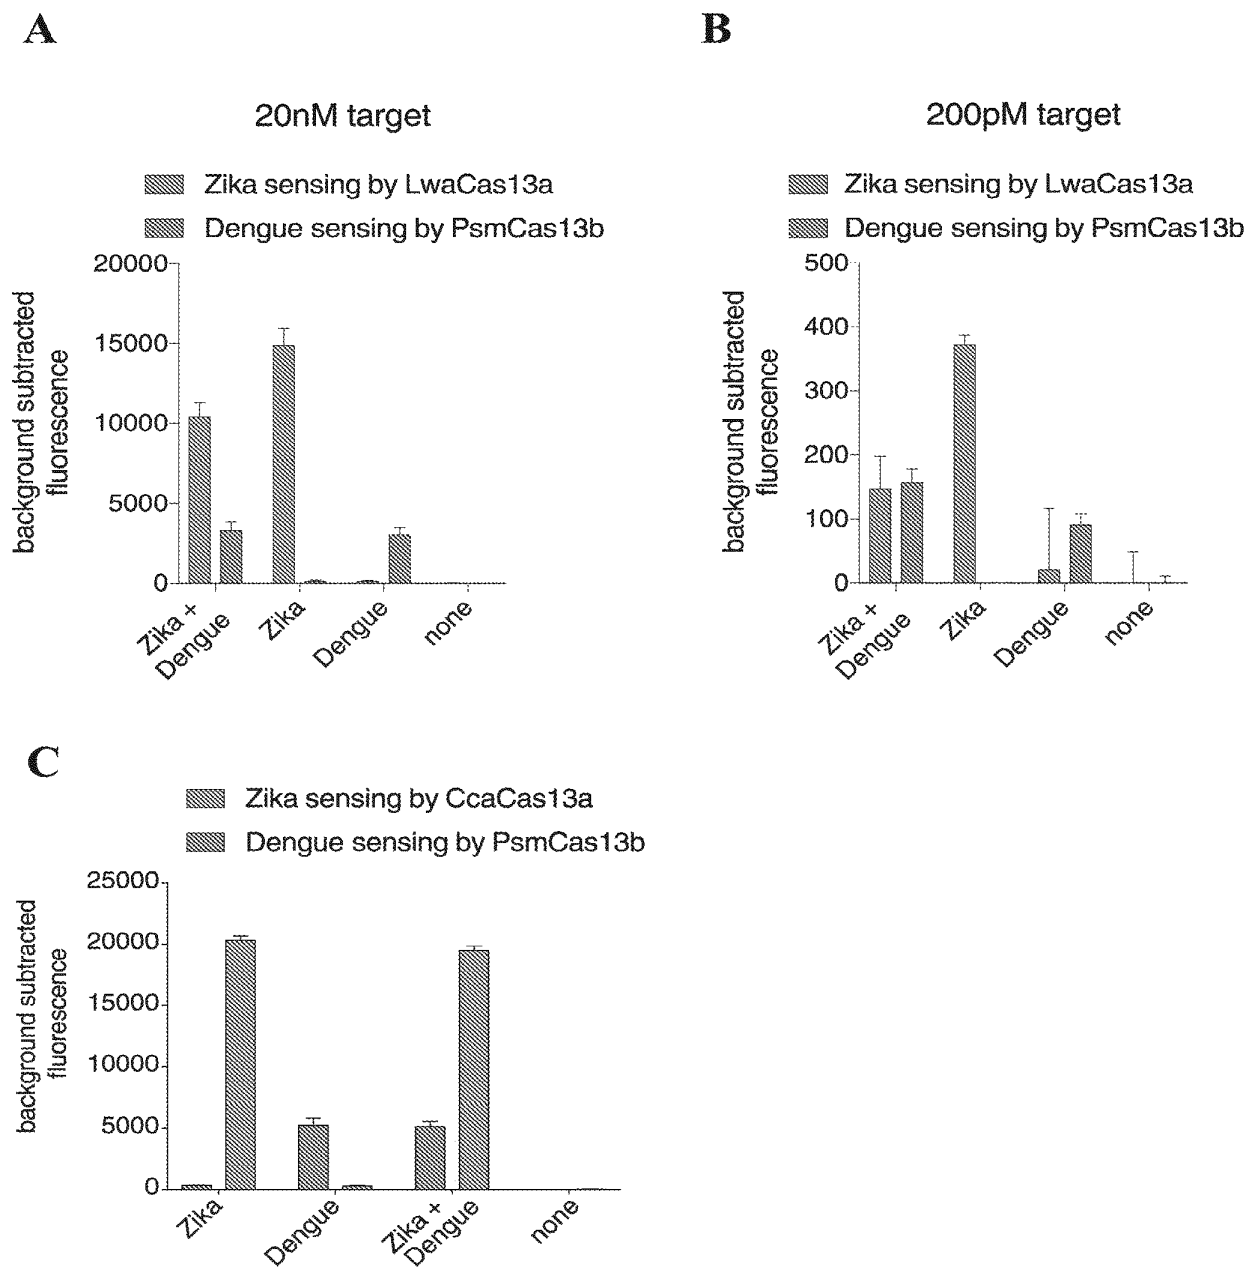 A
20nM target
Zika sensing by LwaCas13a
Dengue sensing by PsmCas13b
background subtracted
fluorescence
20000
15000
10000
5000
0
Zika +
Dengue
Zika
Dengue
none
B
200pM target
Zika sensing by LwaCas13a
Dengue sensing by PsmCas13b
background subtracted
fluorescence
500
400
300
200
100
0
Zika +
Dengue
Zika
Dengue
none
C
Zika sensing by CcaCas13a
Dengue sensing by PsmCas13b
background subtracted
fluorescence
25000
20000
15000
10000
5000
0
Zika
Dengue
Zika +
Dengue
none